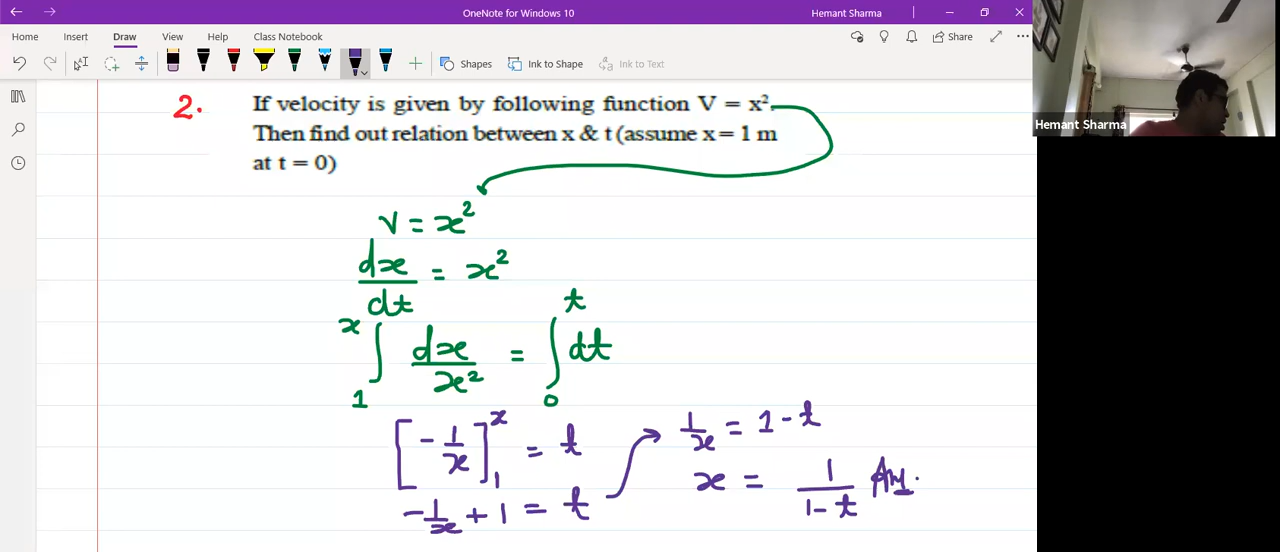 OneNote for Windows 10
Hemant Sharma
Home Insert Draw View Help Class Notebook
Share
Shapes Ink to Shape Ink to Text
Hemant Sharma
2. If velocity is given by following function V = x².
Then find out relation between x & t (assume x = 1 m
at t = 0)
v = x²
dx/dt = x²
∫₁ˣ dx/x² = ∫₀ᵗ dt
[-1/x]₁ˣ = t
-1/x + 1 = t
1/x = 1 - t
x = 1/(1-t) Ans.